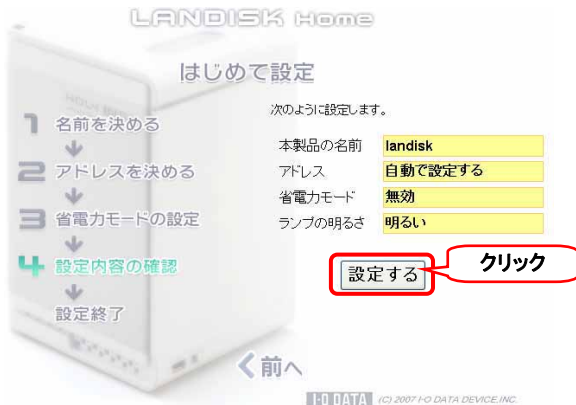 LANDISK Home
はじめて設定
次のように設定します。
1 名前を決める
本製品の名前 landisk
2 アドレスを決める
アドレス 自動で設定する
省電力モード 無効
3 省電力モードの設定
ランプの明るさ 明るい
4 設定内容の確認
設定する
クリック
設定終了
前へ
I-O DATA (C) 2007 I-O DATA DEVICE,INC.